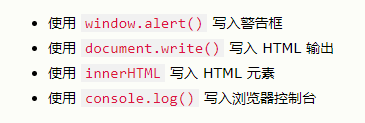 • 使用 window.alert() 写入警告框
• 使用 document.write() 写入 HTML 输出
• 使用 innerHTML 写入 HTML 元素
• 使用 console.log() 写入浏览器控制台